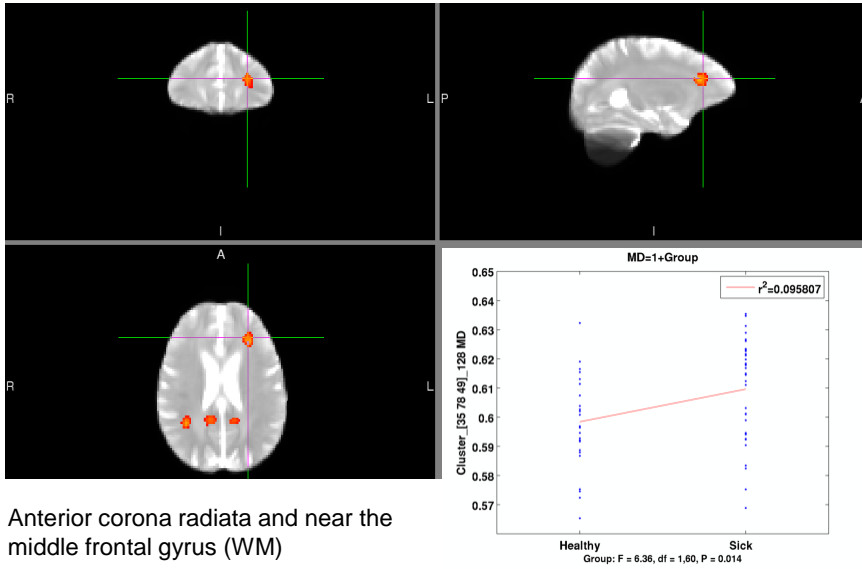 R
L
I
P
A
I
A
R
L
MD=1+Group
r²=0.095807
0.65
0.64
0.63
0.62
0.61
0.6
0.59
0.58
0.57
Cluster_[35 78 49]_128 MD
Healthy
Sick
Group: F = 6.36, df = 1,60, P = 0.014
Anterior corona radiata and near the
middle frontal gyrus (WM)